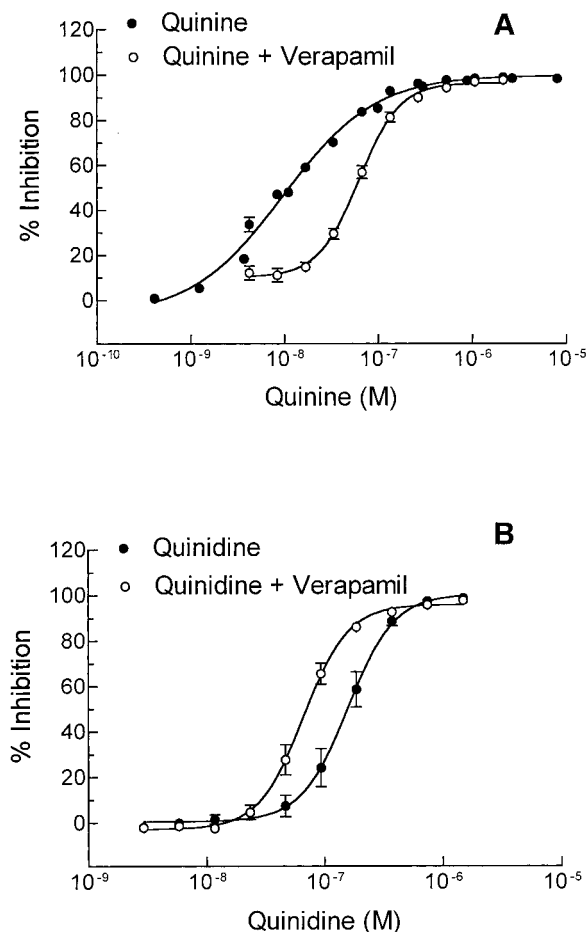 A
Quinine
Quinine + Verapamil
120
100
80
60
40
20
0
% Inhibition
10-10
10-9
10-8
10-7
10-6
10-5
Quinine (M)
B
Quinidine
Quinidine + Verapamil
120
100
80
60
40
20
0
% Inhibition
10-9
10-8
10-7
10-6
10-5
Quinidine (M)